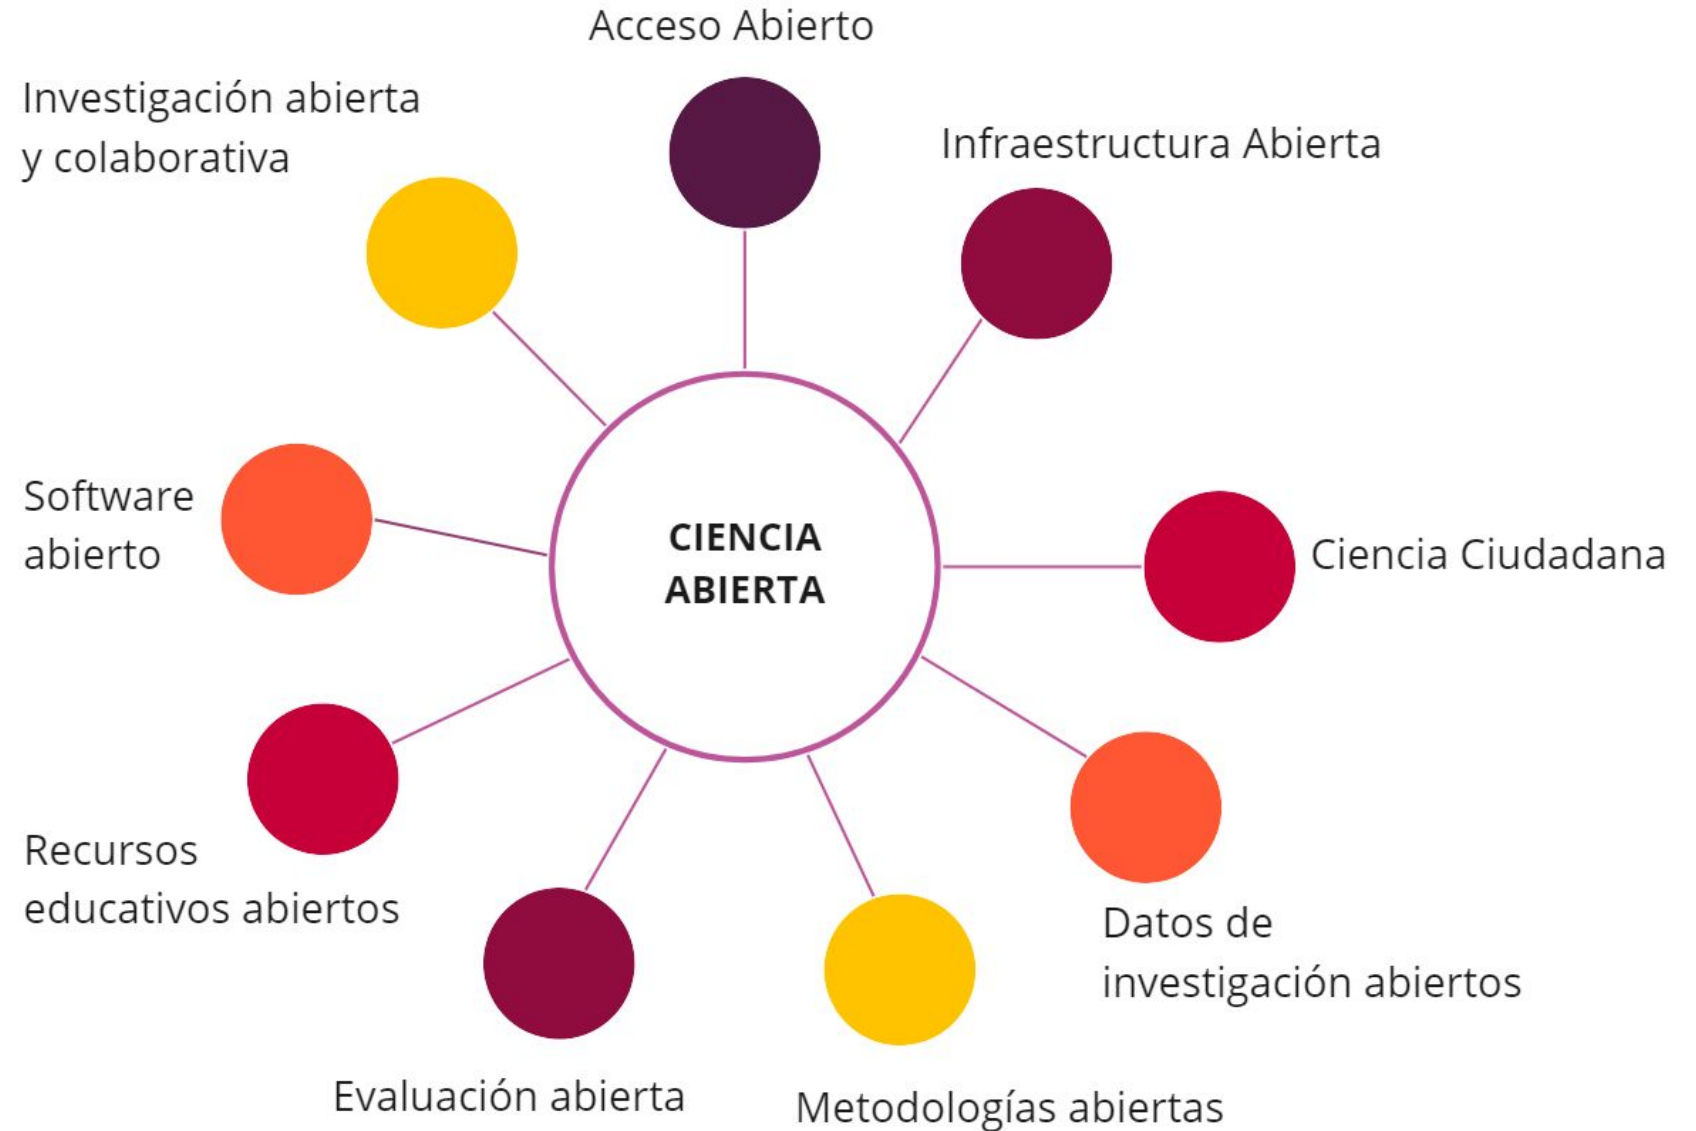 Acceso Abierto
Investigación abierta
y colaborativa
Infraestructura Abierta
Software
abierto
CIENCIA
ABIERTA
Ciencia Ciudadana
Recursos
educativos abiertos
Datos de
investigación abiertos
Evaluación abierta
Metodologías abiertas